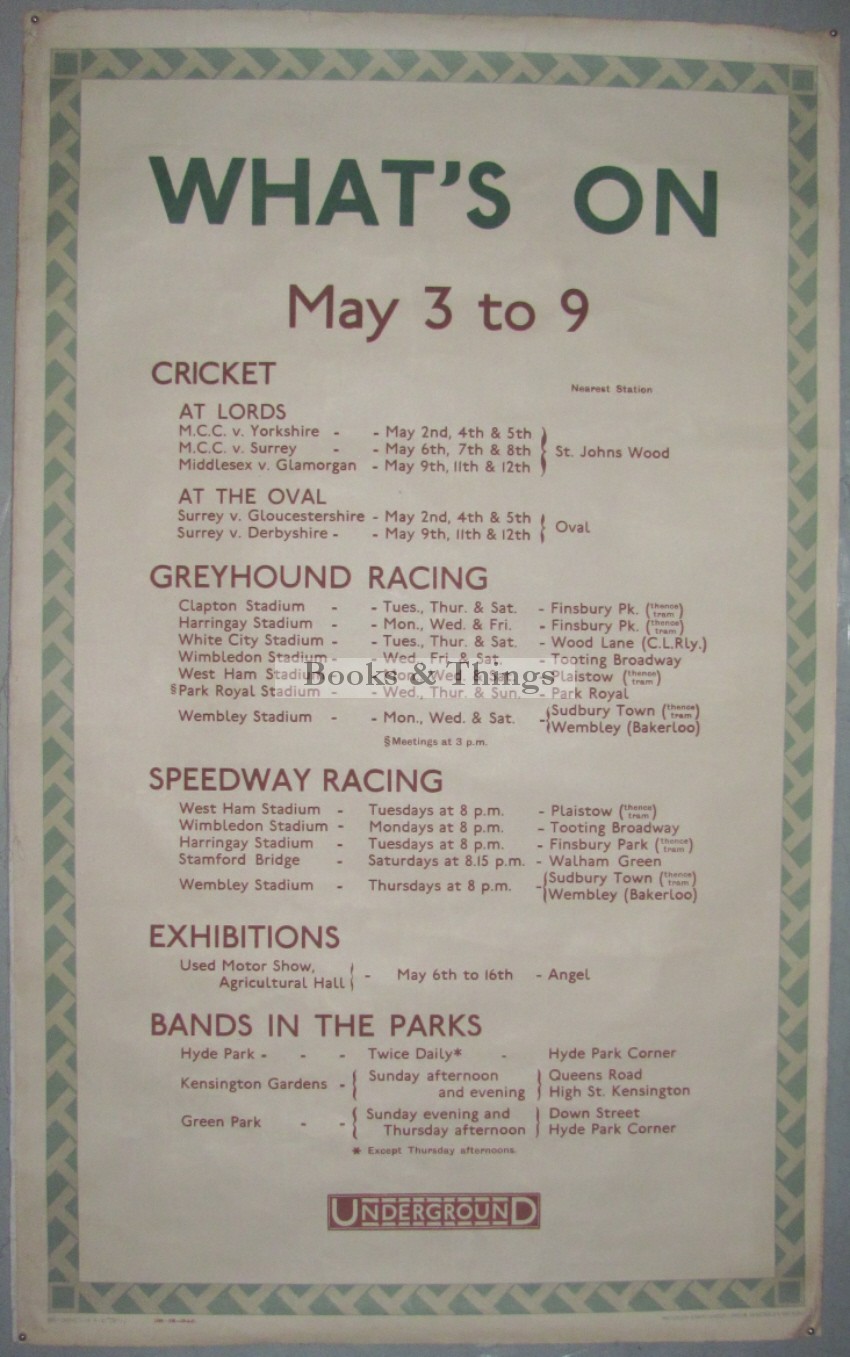 WHAT'S ON
May 3 to 9
CRICKET
Nearest Station
AT LORDS
M.C.C. v. Yorkshire - - May 2nd, 4th & 5th
M.C.C. v. Surrey - - May 6th, 7th & 8th } St. Johns Wood
Middlesex v. Glamorgan - May 9th, 11th & 12th
AT THE OVAL
Surrey v. Gloucestershire - May 2nd, 4th & 5th } Oval
Surrey v. Derbyshire - - May 9th, 11th & 12th
GREYHOUND RACING
Clapton Stadium - - Tues., Thur. & Sat. - Finsbury Pk. (thence tram)
Harringay Stadium - - Mon., Wed. & Fri. - Finsbury Pk. (thence tram)
White City Stadium - - Tues., Thur. & Sat. - Wood Lane (C.L.Rly.)
Wimbledon Stadium - - Wed. Fri & Sat. - Tooting Broadway
West Ham Stadium - - Mon., Wed. & Sat. - Plaistow (thence tram)
Books & Things
§Park Royal Stadium - - Wed., Thur. & Sun. - Park Royal
Wembley Stadium - - Mon., Wed. & Sat. - { Sudbury Town (thence tram)
Wembley (Bakerloo)
§Meetings at 3 p.m.
SPEEDWAY RACING
West Ham Stadium - Tuesdays at 8 p.m. - Plaistow (thence tram)
Wimbledon Stadium - Mondays at 8 p.m. - Tooting Broadway
Harringay Stadium - Tuesdays at 8 p.m. - Finsbury Park (thence tram)
Stamford Bridge - Saturdays at 8.15 p.m. - Walham Green
Wembley Stadium - Thursdays at 8 p.m. - { Sudbury Town (thence tram)
Wembley (Bakerloo)
EXHIBITIONS
Used Motor Show,
Agricultural Hall } - May 6th to 16th - Angel
BANDS IN THE PARKS
Hyde Park - - - Twice Daily* - Hyde Park Corner
Kensington Gardens - { Sunday afternoon } Queens Road
and evening High St. Kensington
Green Park - - { Sunday evening and } Down Street
Thursday afternoon Hyde Park Corner
* Except Thursday afternoons.
UNDERGROUND